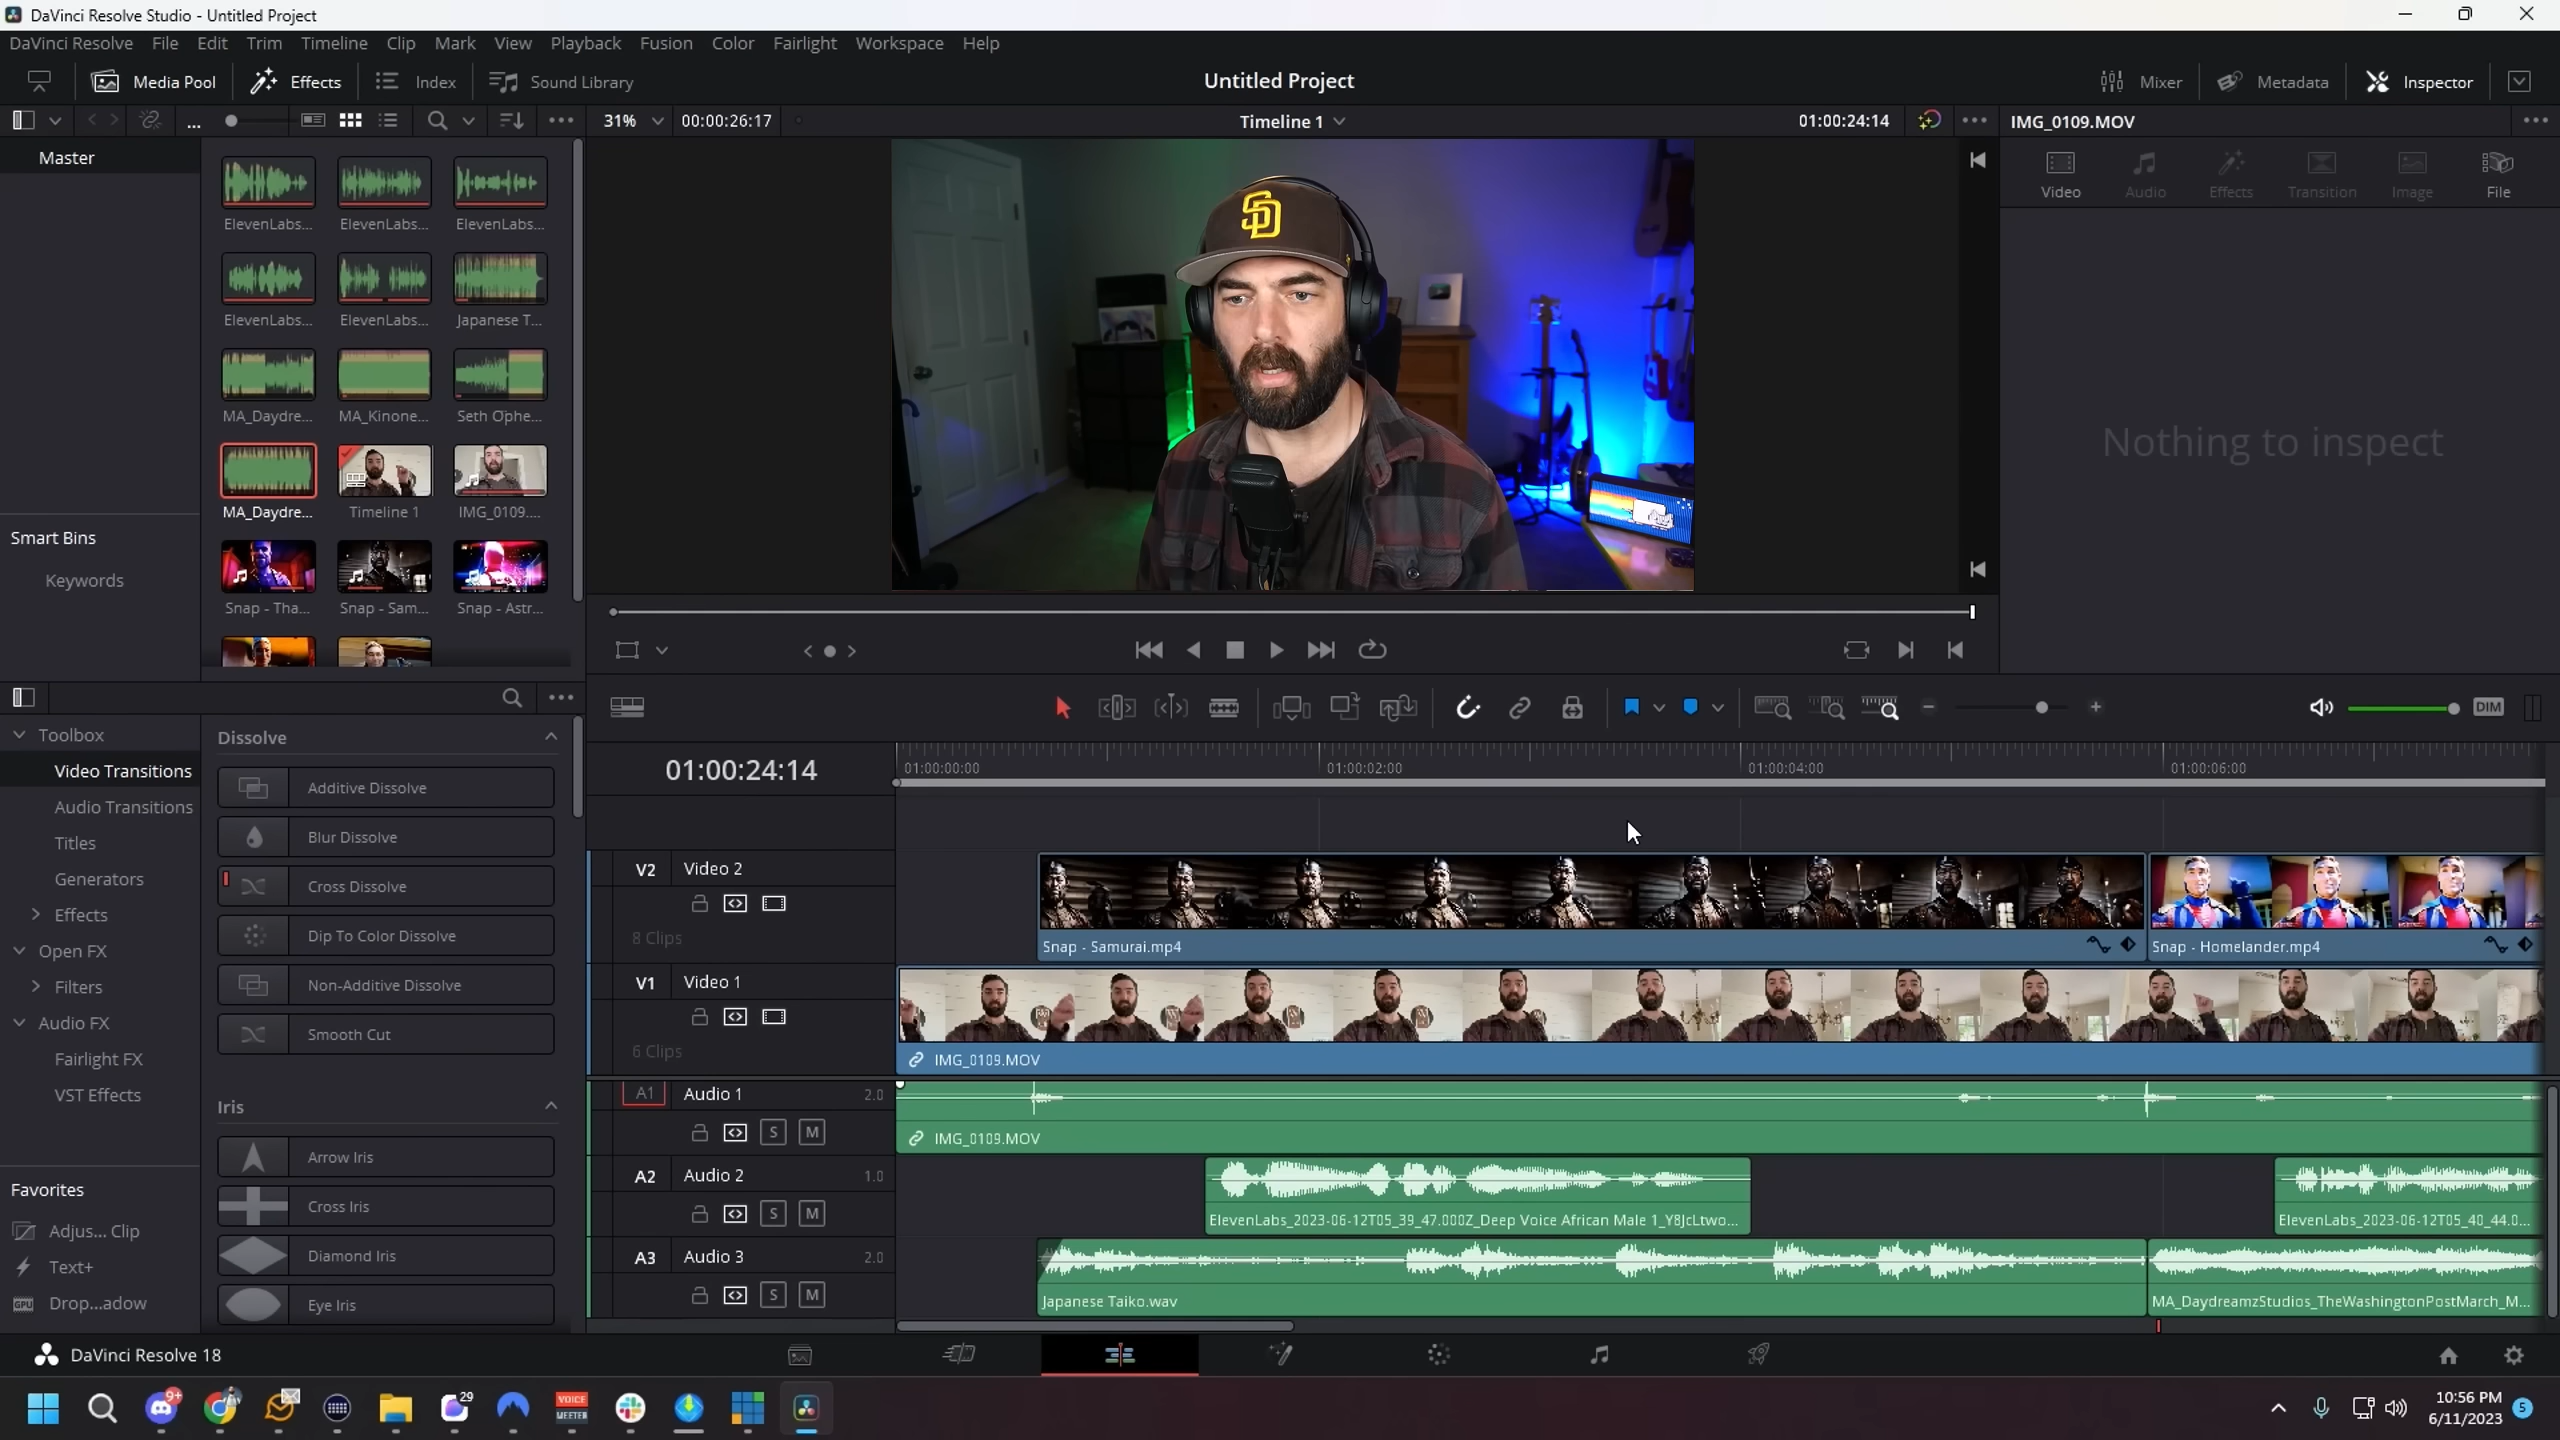 DaVinci Resolve Studio - Untitled Project
DaVinci Resolve File Edit Trim Timeline Clip Mark View Playback Fusion Color Fairlight Workspace Help
Media Pool Effects Index Sound Library
Untitled Project
Mixer Metadata Inspector
31% 00:00:26:17
Timeline 1
01:00:24:14
IMG_0109.MOV
Master
ElevenLabs... ElevenLabs... ElevenLabs...
ElevenLabs... ElevenLabs... Japanese T...
MA_Daydre... MA_Kinone... Seth Ophe...
MA_Daydre... Timeline 1 IMG_0109....
Snap - Tha... Snap - Sam... Snap - Astr...
Smart Bins
Keywords
SD
Video Audio Effects Transition Image File
Nothing to inspect
DIM
Toolbox
Video Transitions
Audio Transitions
Titles
Generators
Effects
Open FX
Filters
Audio FX
Fairlight FX
VST Effects
Favorites
Adjus... Clip
Text+
GPU Drop...adow
Dissolve
Additive Dissolve
Blur Dissolve
Cross Dissolve
Dip To Color Dissolve
Non-Additive Dissolve
Smooth Cut
Iris
Arrow Iris
Cross Iris
Diamond Iris
Eye Iris
01:00:24:14
01:00:00:00 01:00:02:00 01:00:04:00 01:00:06:00
V2 Video 2
8 Clips
Snap - Samurai.mp4 Snap - Homelander.mp4
V1 Video 1
6 Clips
IMG_0109.MOV
A1 Audio 1 2.0
S M
IMG_0109.MOV
A2 Audio 2 1.0
S M
ElevenLabs_2023-06-12T05_39_47.000Z_Deep Voice African Male 1_Y8JcLtwo... ElevenLabs_2023-06-12T05_40_44.0...
A3 Audio 3 2.0
S M
Japanese Taiko.wav MA_DaydreamzStudios_TheWashingtonPostMarch_M...
DaVinci Resolve 18
9+
29
VOICE
MEETER
10:56 PM
6/11/2023
5